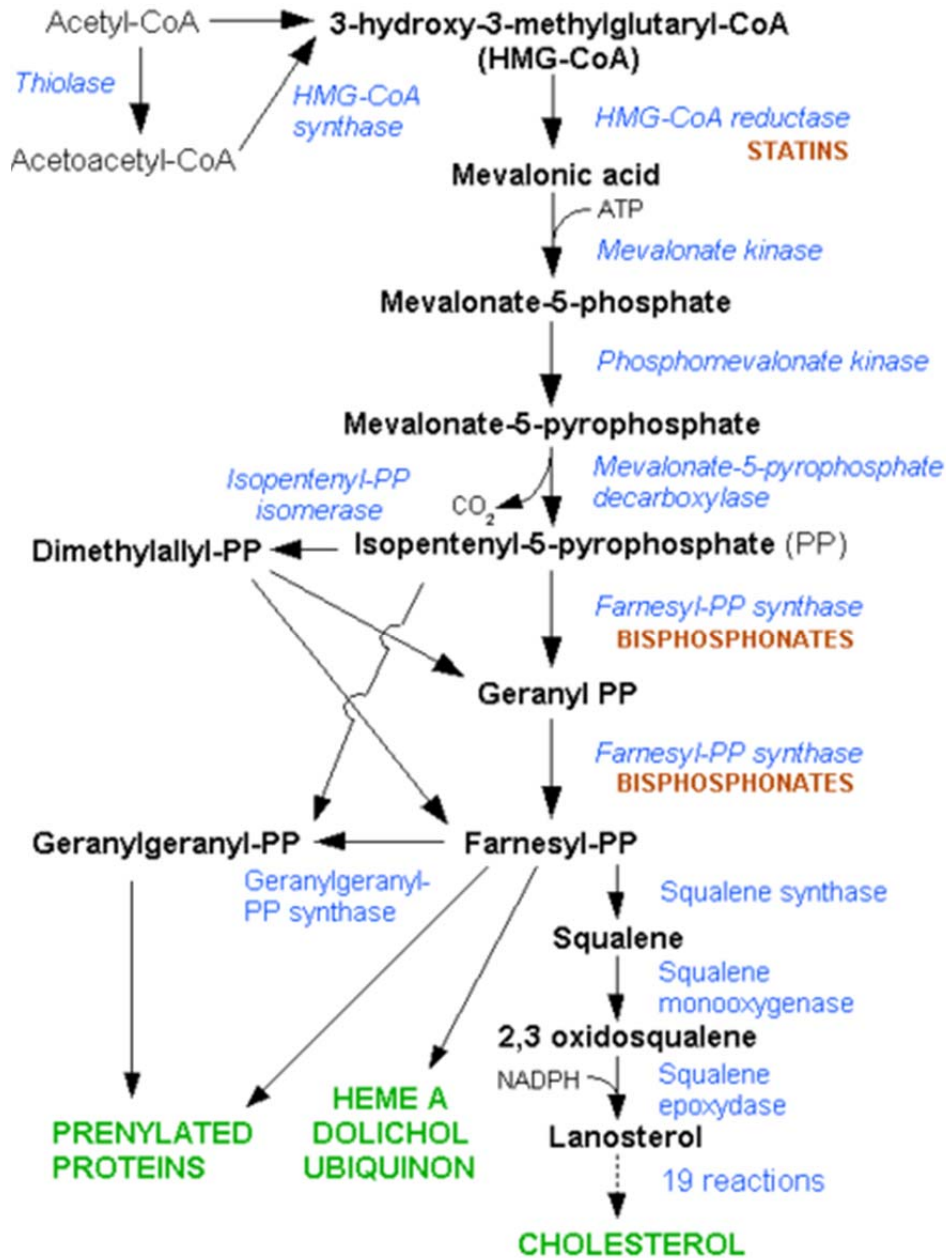 Acetyl-CoA
3-hydroxy-3-methylglutaryl-CoA
(HMG-CoA)
Thiolase
HMG-CoA
synthase
HMG-CoA reductase
STATINS
Acetoacetyl-CoA
Mevalonic acid
ATP
Mevalonate kinase
Mevalonate-5-phosphate
Phosphomevalonate kinase
Mevalonate-5-pyrophosphate
Isopentenyl-PP
isomerase
CO2
Mevalonate-5-pyrophosphate
decarboxylase
Dimethylallyl-PP
Isopentenyl-5-pyrophosphate (PP)
Farnesyl-PP synthase
BISPHOSPHONATES
Geranyl PP
Farnesyl-PP synthase
BISPHOSPHONATES
Geranylgeranyl-PP
Farnesyl-PP
Geranylgeranyl-
PP synthase
Squalene synthase
Squalene
Squalene
monooxygenase
2,3 oxidosqualene
NADPH
Squalene
epoxydase
Lanosterol
HEME A
DOLICHOL
UBIQUINON
PRENYLATED
PROTEINS
19 reactions
CHOLESTEROL